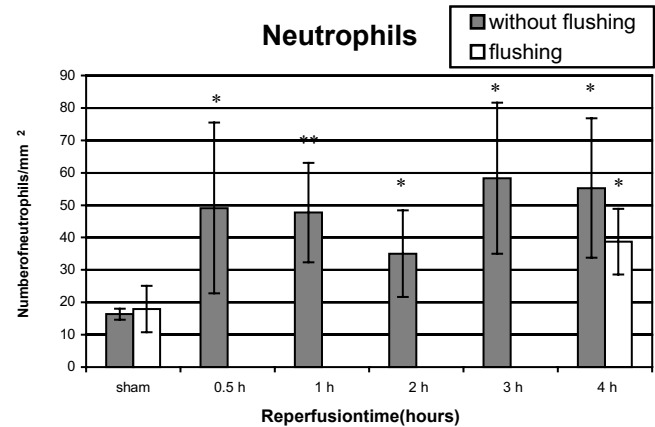 Neutrophils
without flushing
flushing
Numberofneutrophils/mm 2
90
80
70
60
50
40
30
20
10
0
*
**
*
*
*
*
sham
0.5 h
1 h
2 h
3 h
4 h
Reperfusiontime(hours)